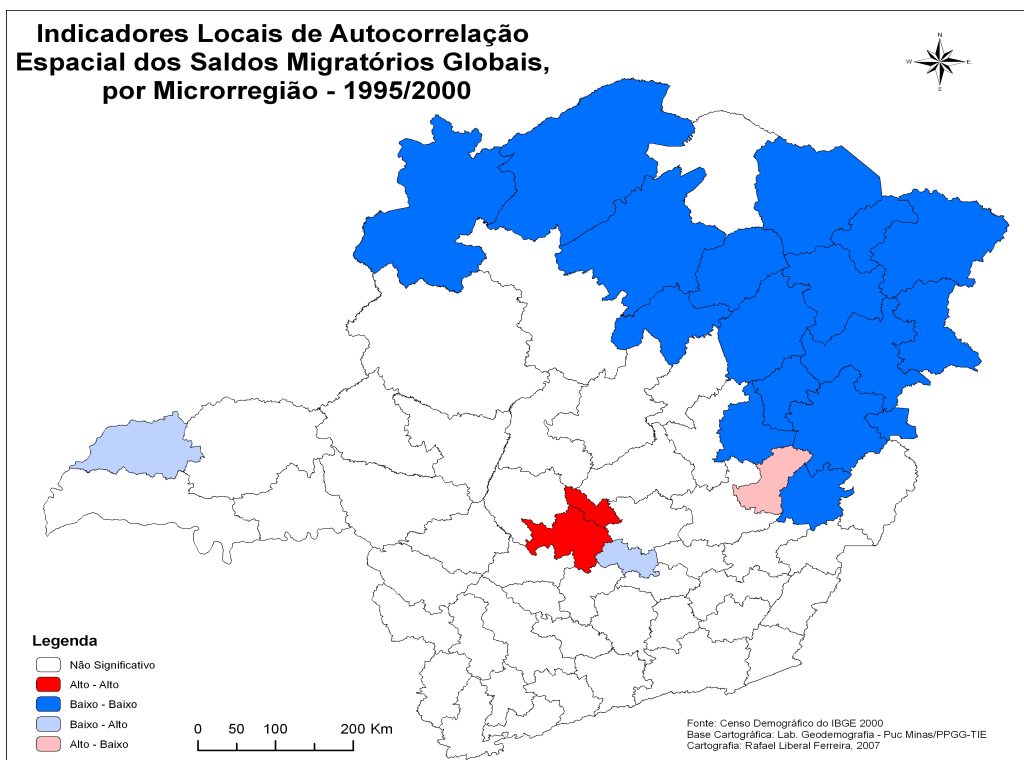 Indicadores Locais de Autocorrelação
Espacial dos Saldos Migratórios Globais,
por Microrregião - 1995/2000
N
W
E
S
Legenda
Não Significativo
Alto - Alto
Baixo - Baixo
Baixo - Alto
Alto - Baixo
0 50 100 200 Km
Fonte: Censo Demográfico do IBGE 2000
Base Cartográfica: Lab. Geodemografia - Puc Minas/PPGG-TIE
Cartografia: Rafael Liberal Ferreira, 2007